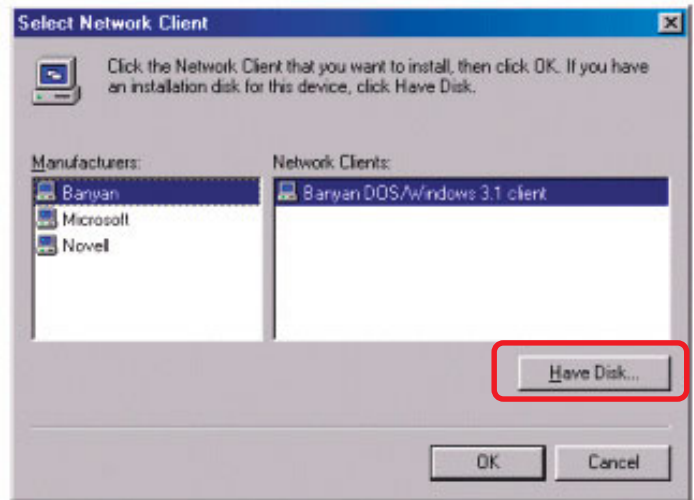 Select Network Client
Click the Network Client that you want to install, then click OK. If you have
an installation disk for this device, click Have Disk.
Manufacturers:
Banyan
Microsoft
Novell
Network Clients:
Banyan DOS/Windows 3.1 client
Have Disk...
OK
Cancel